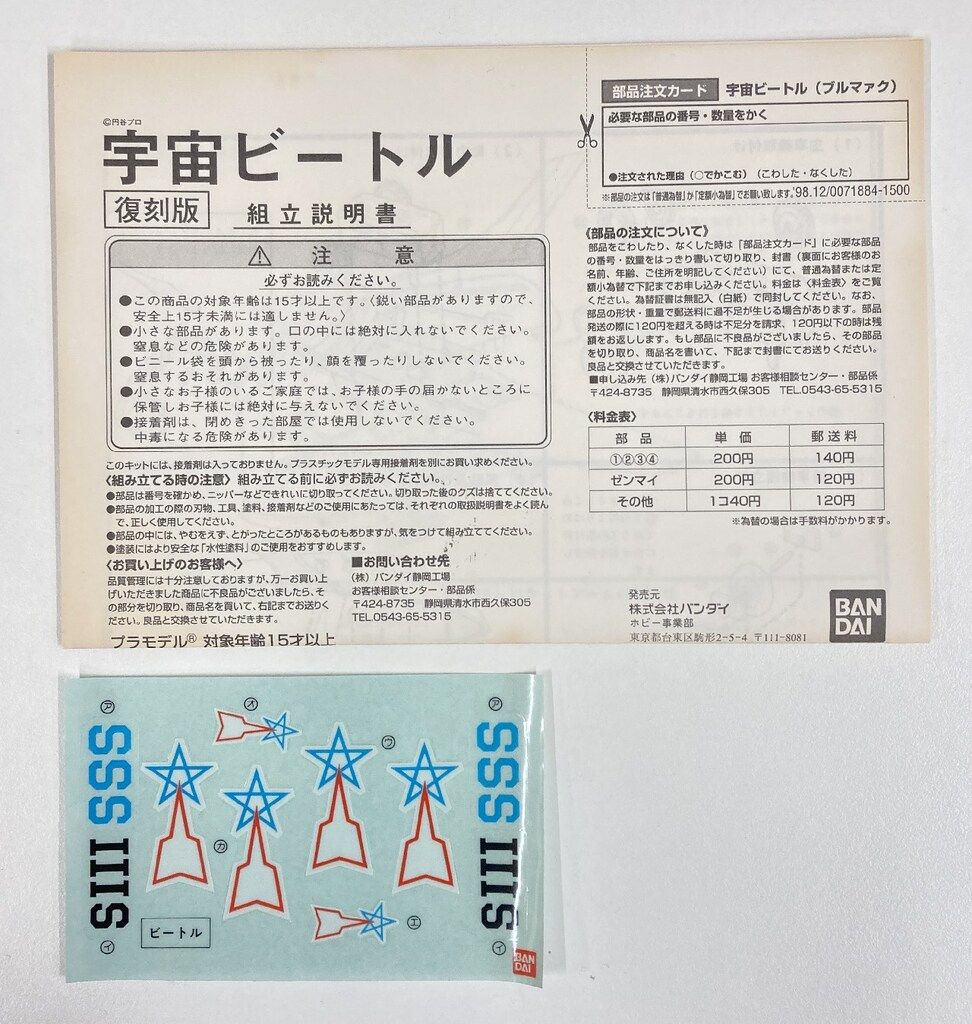 ©円谷プロ
宇宙ビートル
復刻版 組立説明書
⚠ 注 意
必ずお読みください。
●この商品の対象年齢は15才以上です。〈鋭い部品がありますので、
安全上15才未満には適しません。〉
●小さな部品があります。口の中には絶対に入れないでください。
窒息などの危険があります。
●ビニール袋を頭から被ったり、顔を覆ったりしないでください。
窒息するおそれがあります。
●小さなお子様のいるご家庭では、お子様の手の届かないところに
保管しお子様には絶対に与えないでください。
●接着剤は、閉めきった部屋では使用しないでください。
中毒になる危険があります。
このキットには、接着剤は入っておりません。プラスチックモデル専用接着剤を別にお買い求めください。
〈組み立てる時の注意〉組み立てる前に必ずお読みください。
●部品は番号を確かめ、ニッパーなどできれいに切り取ってください。切り取った後のクズは捨ててください。
●部品の加工の際の刃物、工具、塗料、接着剤などのご使用にあたっては、それぞれの取扱説明書をよく読ん
で、正しく使用してください。
●部品の中には、やむをえず、とがったところがあるものもありますが、気をつけて組み立ててください。
●塗装にはより安全な「水性塗料」のご使用をおすすめします。
〈お買い上げのお客様へ〉
品質管理には十分注意しておりますが、万一お買い上
げいただきました商品に不良品がございましたら、そ
の部分を切り取り、商品名を書いて、右記までお送りく
ださい。良品と交換させていただきます。
■お問い合わせ先
(株)バンダイ静岡工場
お客様相談センター・部品係
〒424-8735 静岡県清水市西久保305
TEL.0543-65-5315
プラモデル® 対象年齢15才以上
部品注文カード 宇宙ビートル(ブルマァク)
必要な部品の番号・数量をかく
●注文された理由(○でかこむ)(こわした・なくした)
※部品の注文は「普通為替」か「定額小為替」でお願い致します。'98.12/0071884-1500
《部品の注文について》
部品をこわしたり、なくした時は「部品注文カード」に必要な部品
の番号・数量をはっきり書いて切り取り、封書(裏面にお客様のお
名前、年齢、ご住所を明記してください)にて、普通為替または定
額小為替で下記までお申し込みください。料金は〈料金表〉をご覧
ください。為替証書は無記入(白紙)で同封してください。なお、
部品の形状・重量で郵送料に過不足が生じる場合があります。部品
発送の際に120円を超える時は不足分を請求、120円以下の時は残
額をお返しします。もし部品に不良品がございましたら、その部品
を切り取り、商品名を書いて、下記まで封書にてお送りください。
良品と交換させていただきます。
■申し込み先(株)バンダイ静岡工場 お客様相談センター・部品係
〒424-8735 静岡県清水市西久保305 TEL.0543-65-5315
〈料金表〉
部 品 単 価 郵 送 料
①②③④ 200円 140円
ゼンマイ 200円 120円
その他 1コ40円 120円
※為替の場合は手数料がかかります。
発売元
株式会社バンダイ
ホビー事業部
東京都台東区駒形2-5-4 〒111-8081
BAN
DAI
㋐ SSS
SIII ㋑
㋔
㋒
㋕
㋓
ビートル
㋐ SSS
SIII ㋑
BAN
DAI